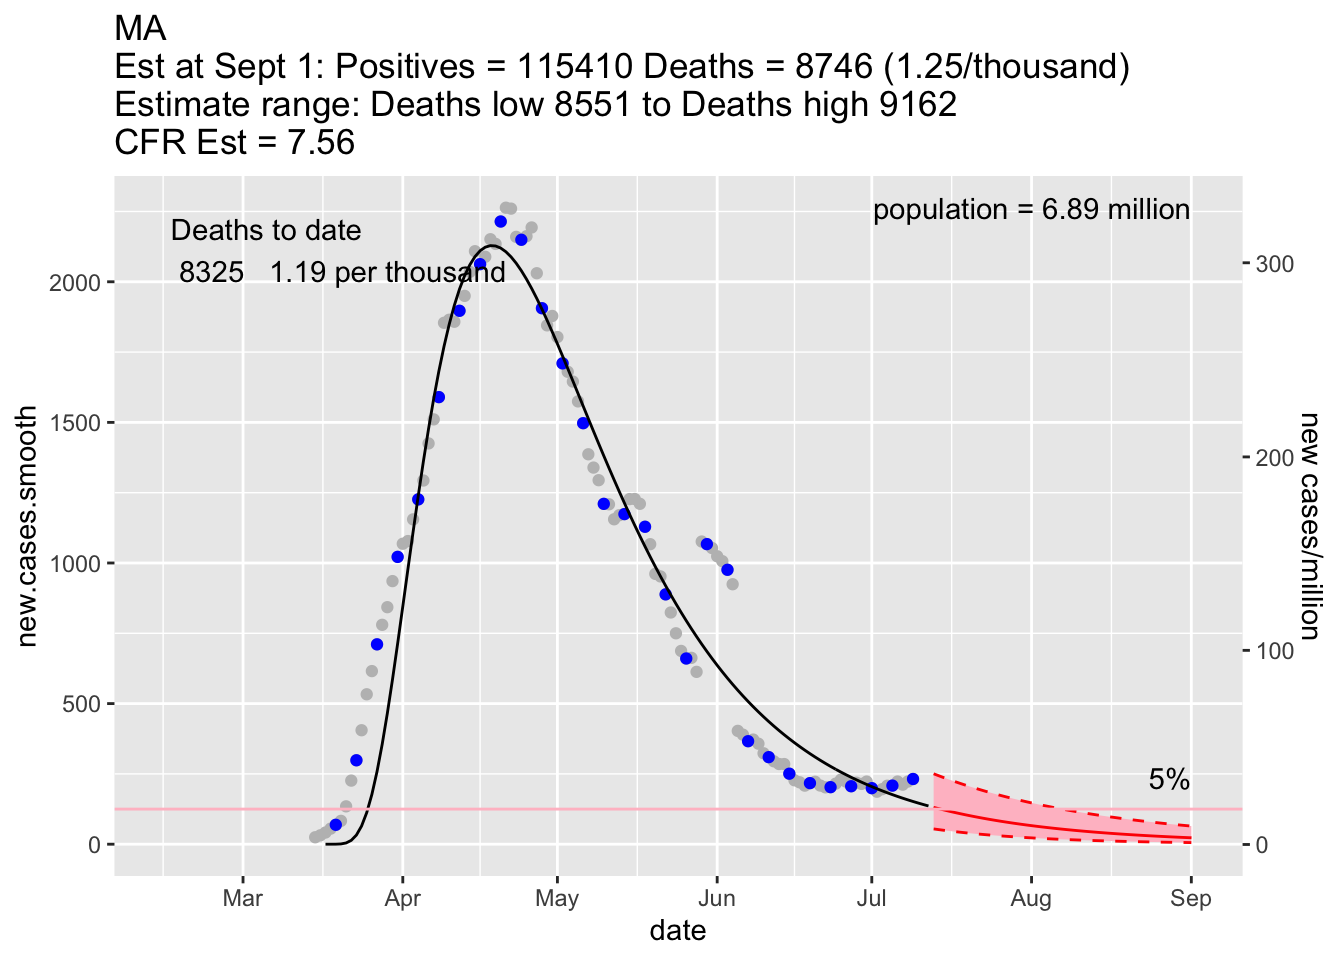 MA
Est at Sept 1: Positives = 115410 Deaths = 8746 (1.25/thousand)
Estimate range: Deaths low 8551 to Deaths high 9162
CFR Est = 7.56
population = 6.89 million
Deaths to date
8325 1.19 per thousand
5%
new.cases.smooth
2000
1500
1000
500
0
new cases/million
300
200
100
0
Mar Apr May Jun Jul Aug Sep
date